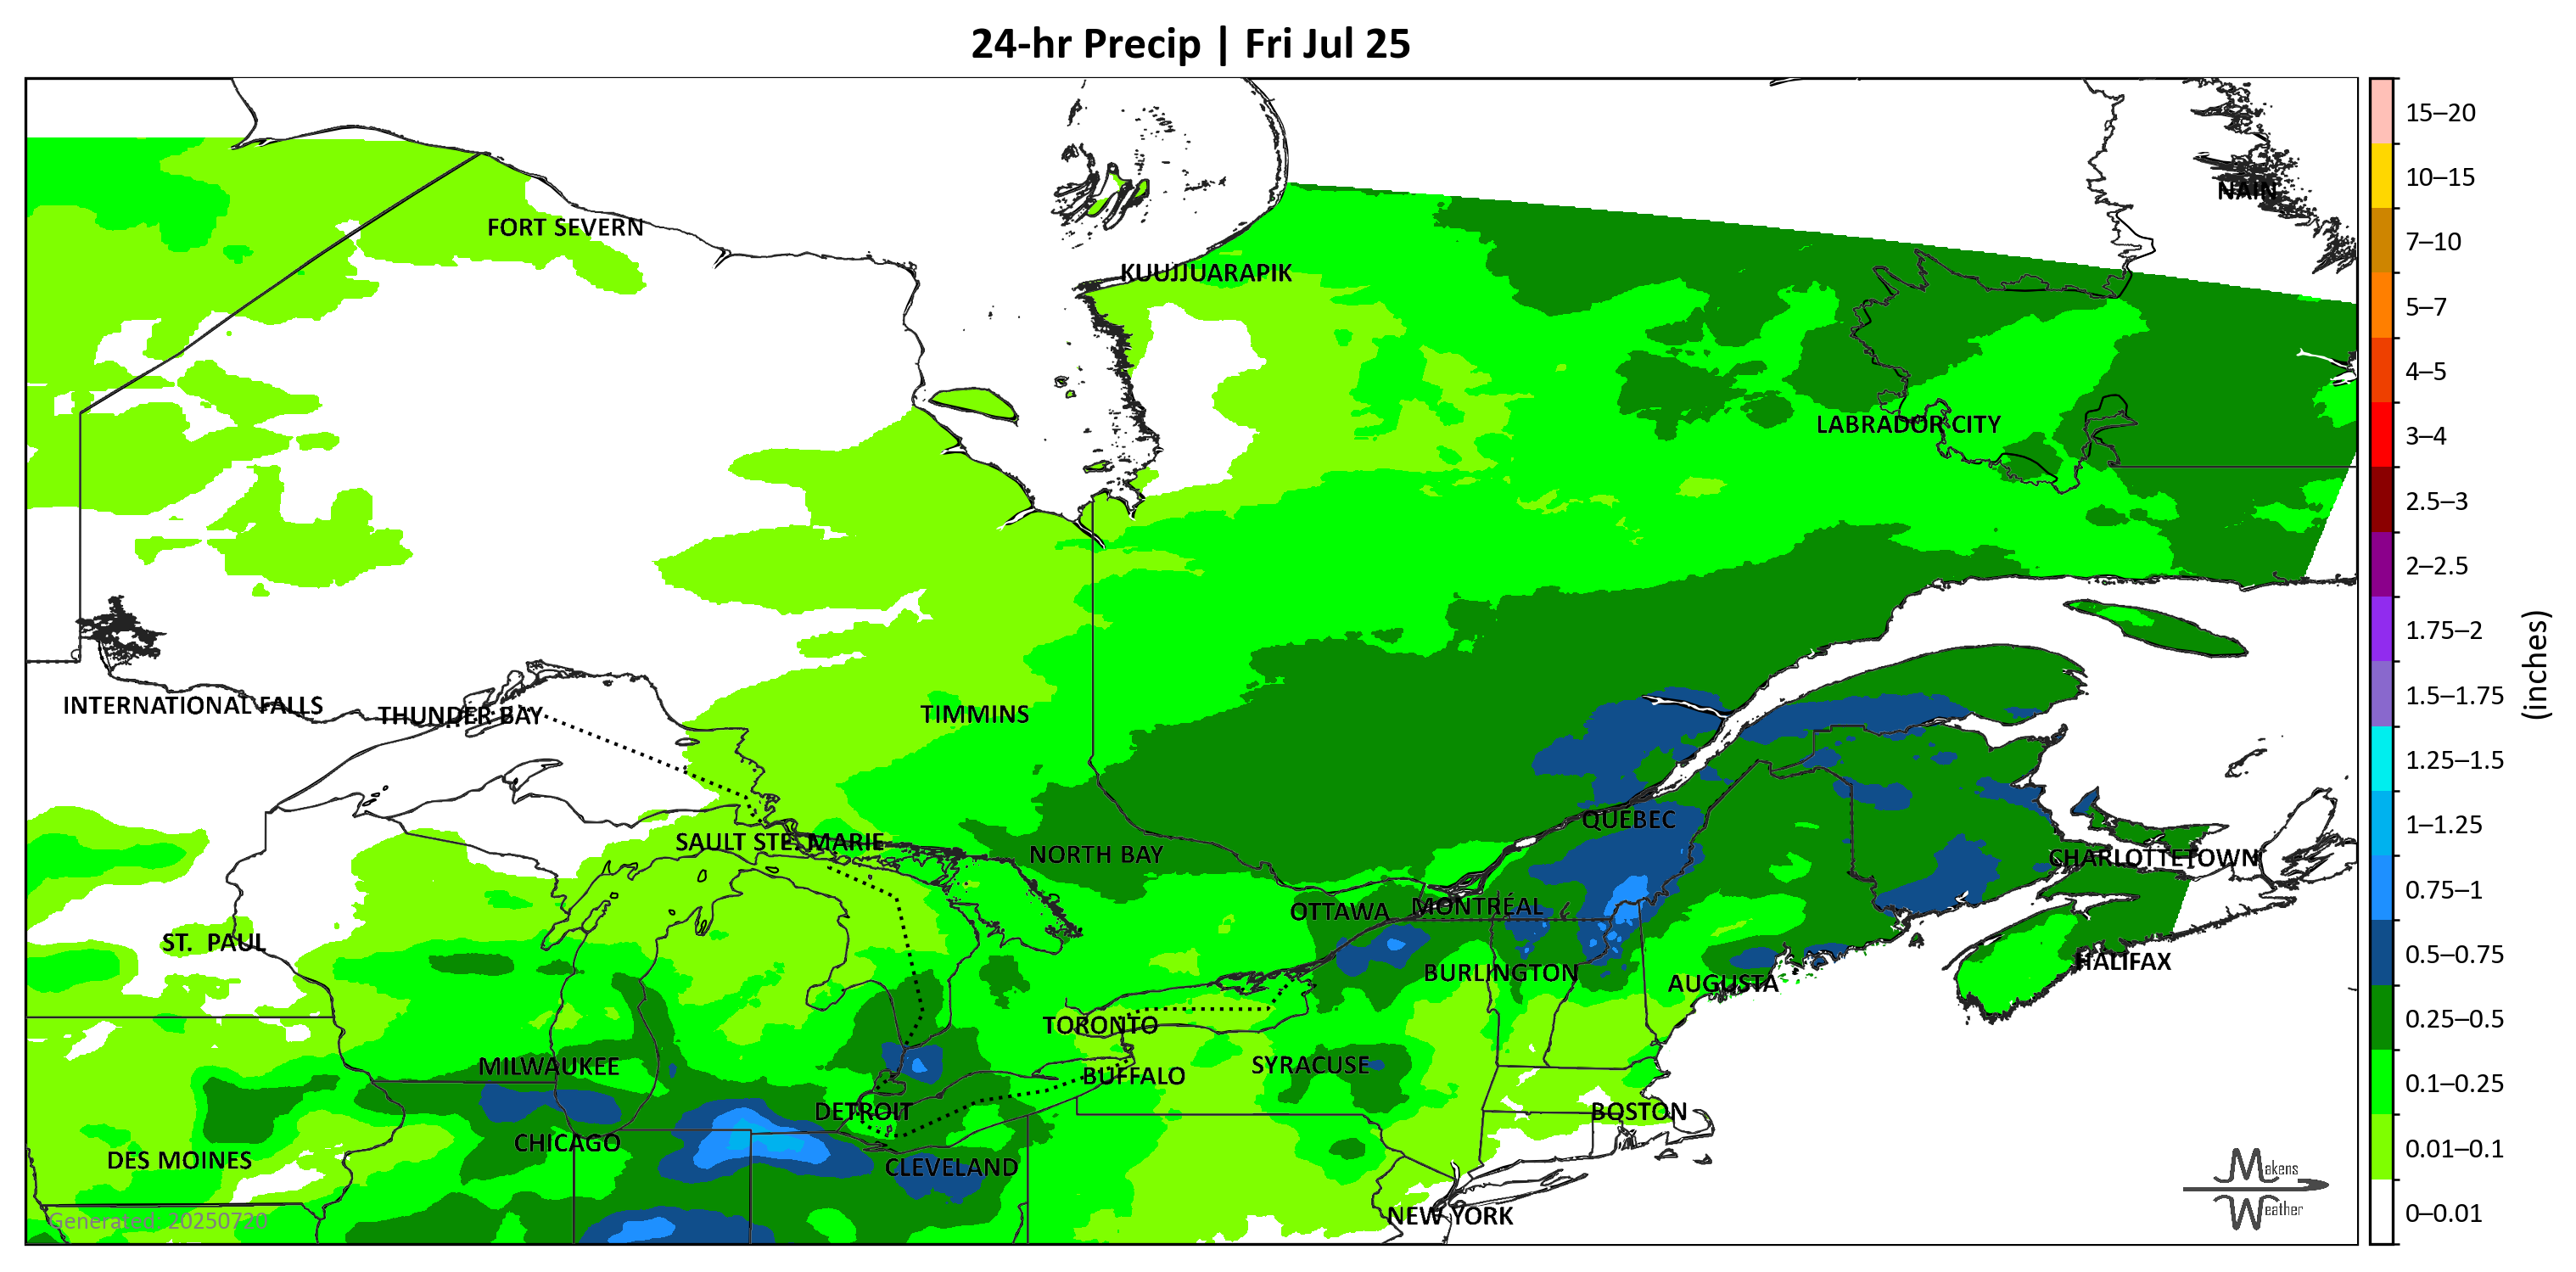 24-hr Precip | Fri Jul 25
15–20
10–15
NAIN
FORT SEVERN
7–10
KUUJJUARAPIK
5–7
4–5
LABRADOR CITY
3–4
2.5–3
2–2.5
1.75–2
(inches)
1.5–1.75
INTERNATIONAL FALLS
THUNDER BAY
TIMMINS
1.25–1.5
QUEBEC
1–1.25
SAULT STE. MARIE
NORTH BAY
CHARLOTTETOWN
0.75–1
OTTAWA
MONTRÉAL
ST. PAUL
0.5–0.75
HALIFAX
BURLINGTON
AUGUSTA
0.25–0.5
TORONTO
MILWAUKEE
SYRACUSE
BUFFALO
0.1–0.25
DETROIT
BOSTON
CHICAGO
0.01–0.1
DES MOINES
CLEVELAND
Makens
Weather
NEW YORK
0–0.01
Generated: 20250720